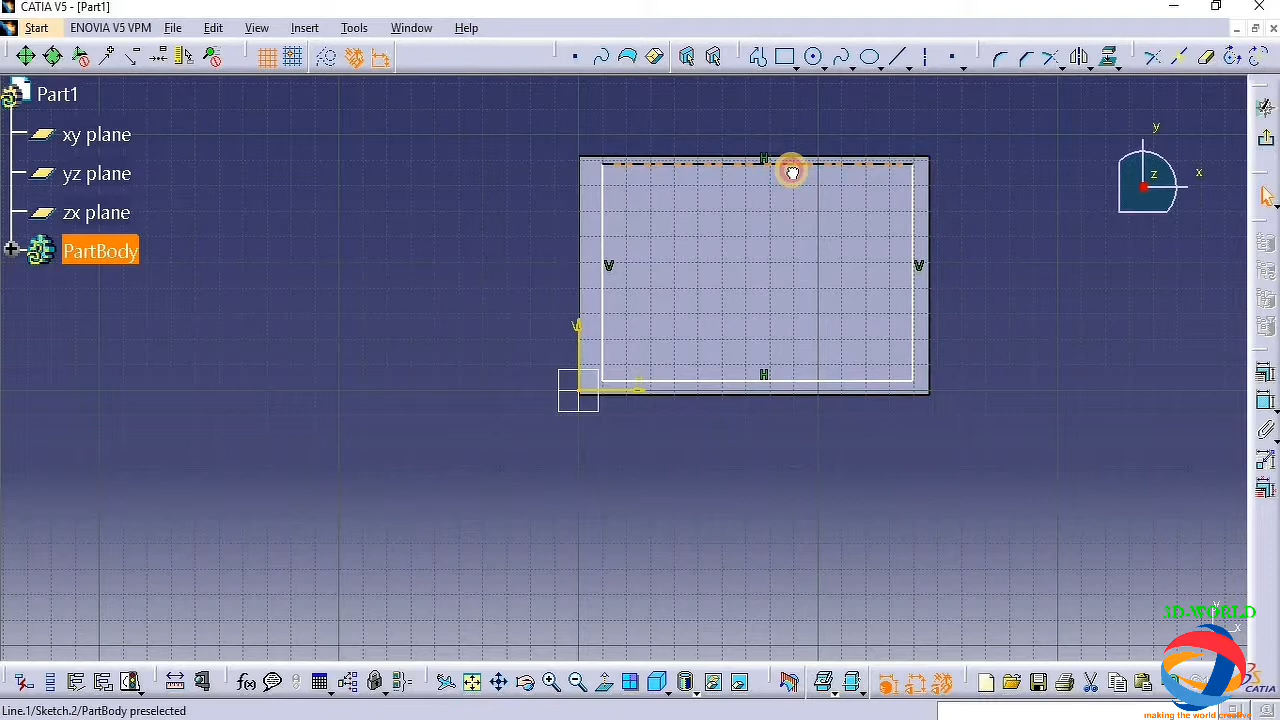 CATIA V5 - [Part1]
Start ENOVIA V5 VPM File Edit View Insert Tools Window Help
Part1
xy plane
yz plane
zx plane
PartBody
H
V V
H
V
y
z x
f(x)
3D-WORLD
x
CATIA
making the world creative
Line.1/Sketch.2/PartBody preselected